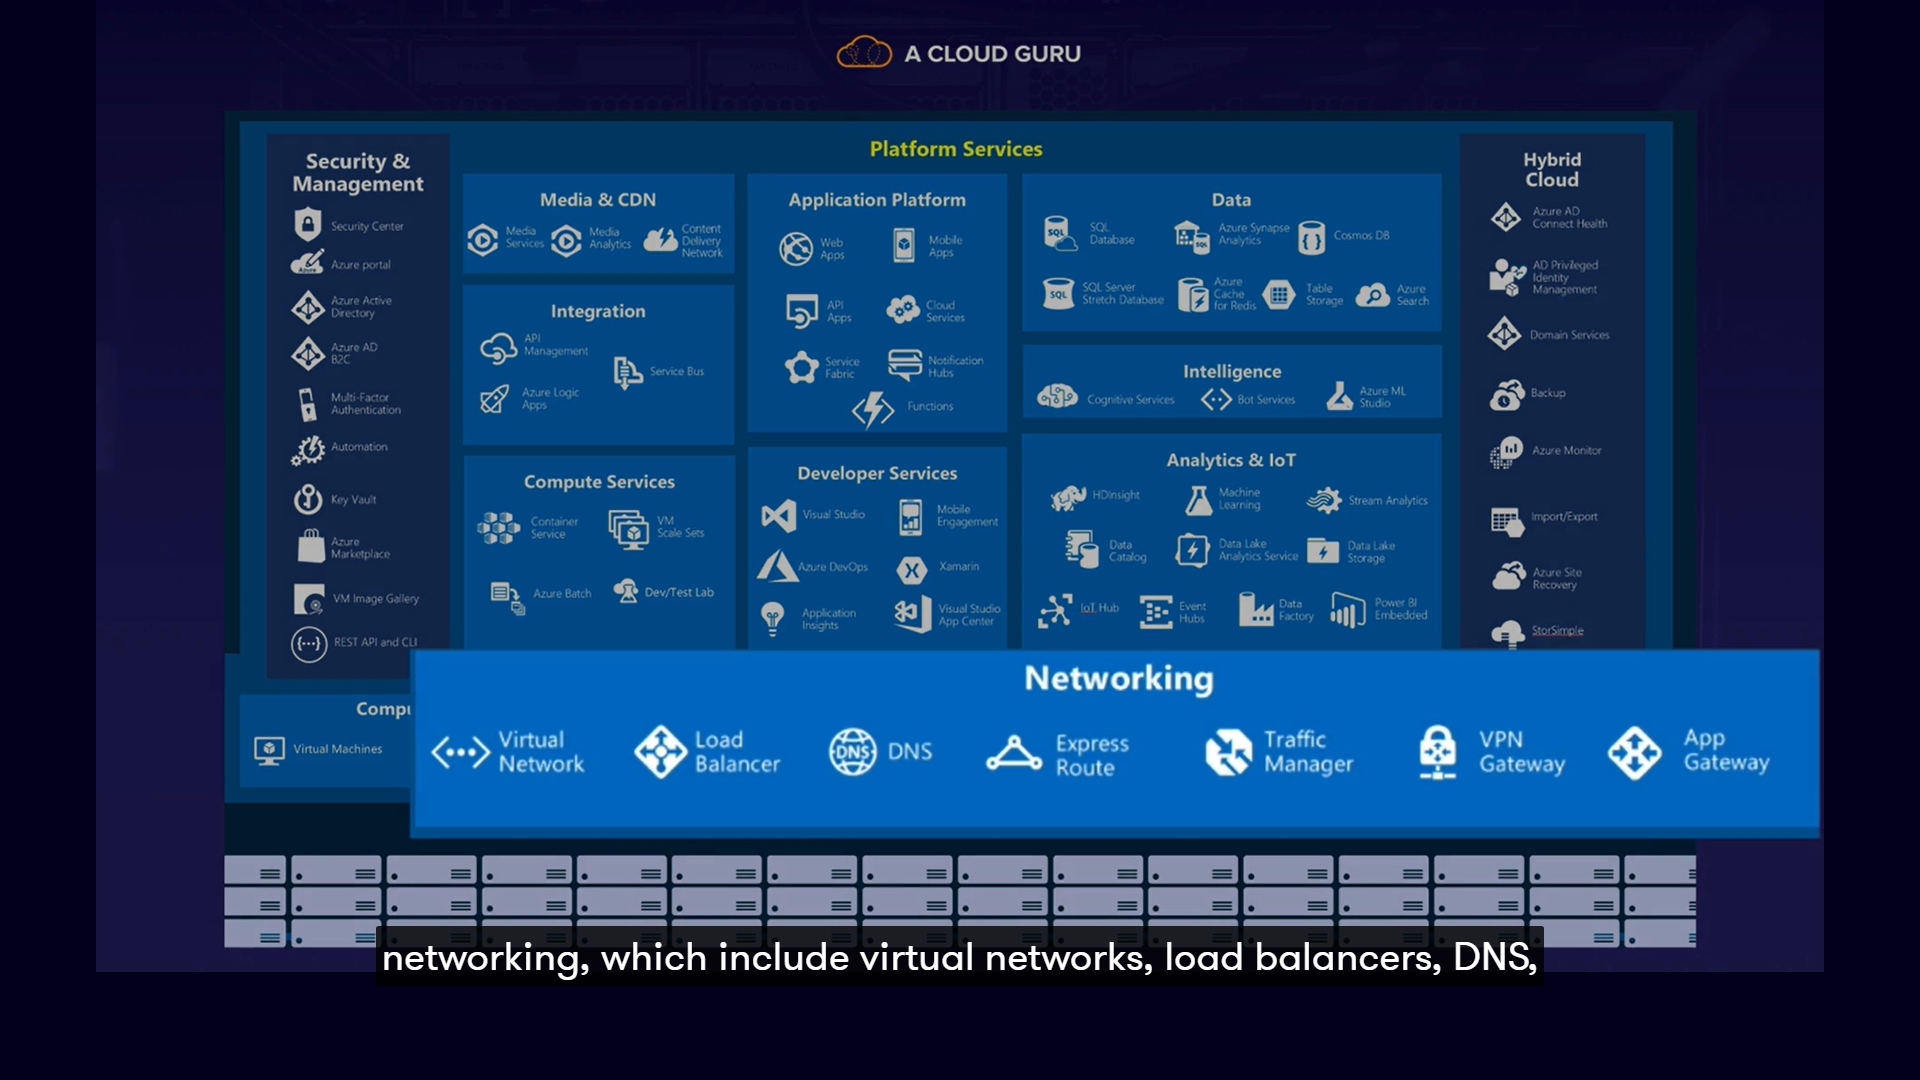 A CLOUD GURU
Platform Services
Security &
Management
Security Center
Azure portal
Azure Active
Directory
Azure AD
B2C
Multi-Factor
Authentication
Automation
Key Vault
Azure
Marketplace
VM Image Gallery
REST API and CLI
Media & CDN
Media
Services
Media
Analytics
Content
Delivery
Network
Integration
API
Management
Service Bus
Azure Logic
Apps
Compute Services
Container
Service
VM
Scale Sets
Azure Batch
Dev/Test Lab
Application Platform
Web
Apps
Mobile
Apps
API
Apps
Cloud
Services
Service
Fabric
Notification
Hubs
Functions
Developer Services
Visual Studio
Mobile
Engagement
Azure DevOps
Xamarin
Application
Insights
Visual Studio
App Center
Data
SQL
SQL
Database
SQL
Azure Synapse
Analytics
Cosmos DB
SQL
SQL Server
Stretch Database
Azure
Cache
for Redis
Table
Storage
Azure
Search
Intelligence
Cognitive Services
Bot Services
Azure ML
Studio
Analytics & IoT
HDInsight
Machine
Learning
Stream Analytics
Data
Catalog
Data Lake
Analytics Service
Data Lake
Storage
IoT Hub
Event
Hubs
Data
Factory
Power BI
Embedded
Hybrid
Cloud
Azure AD
Connect Health
AD Privileged
Identity
Management
Domain Services
Backup
Azure Monitor
Import/Export
Azure Site
Recovery
StorSimple
Compu
Virtual Machines
Networking
Virtual
Network
Load
Balancer
DNS
DNS
Express
Route
Traffic
Manager
VPN
Gateway
App
Gateway
networking, which include virtual networks, load balancers, DNS,